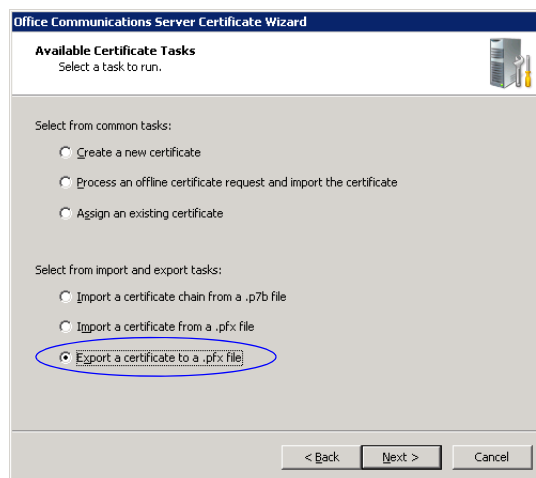 Office Communications Server Certificate Wizard
Available Certificate Tasks
Select a task to run.
Select from common tasks:
Create a new certificate
Process an offline certificate request and import the certificate
Assign an existing certificate
Select from import and export tasks:
Import a certificate chain from a .p7b file
Import a certificate from a .pfx file
Export a certificate to a .pfx file
< Back Next > Cancel